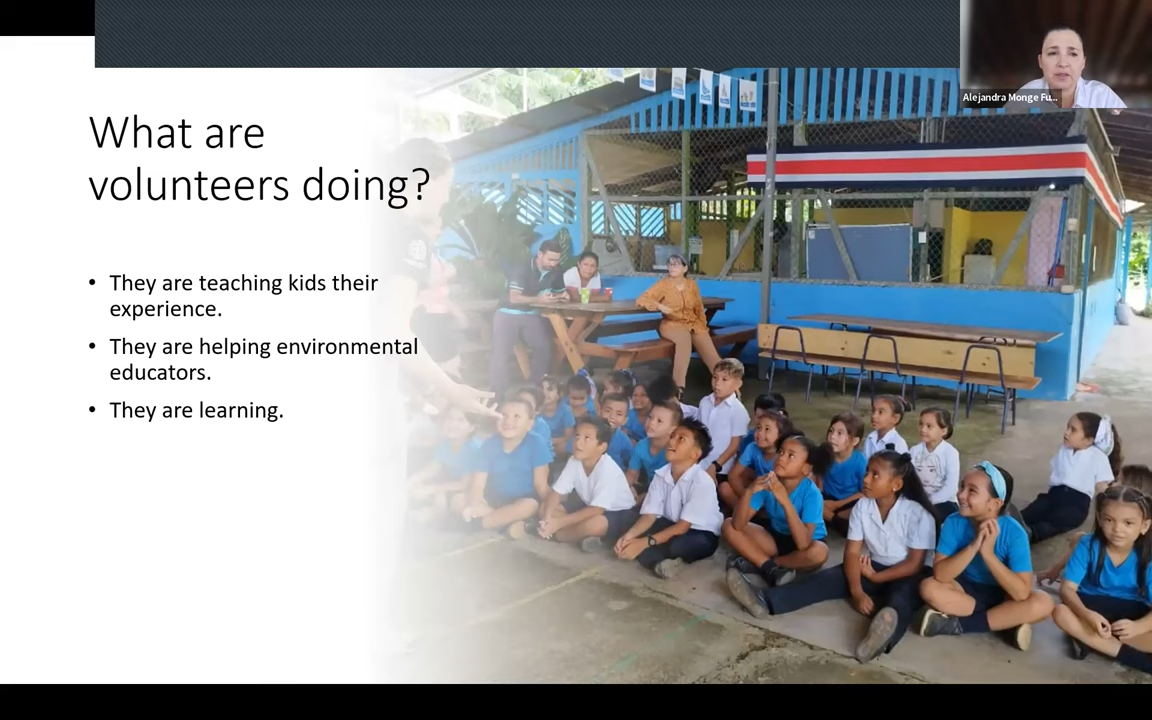 Alejandra Monge Fu...
What are
volunteers doing?
• They are teaching kids their
experience.
• They are helping environmental
educators.
• They are learning.